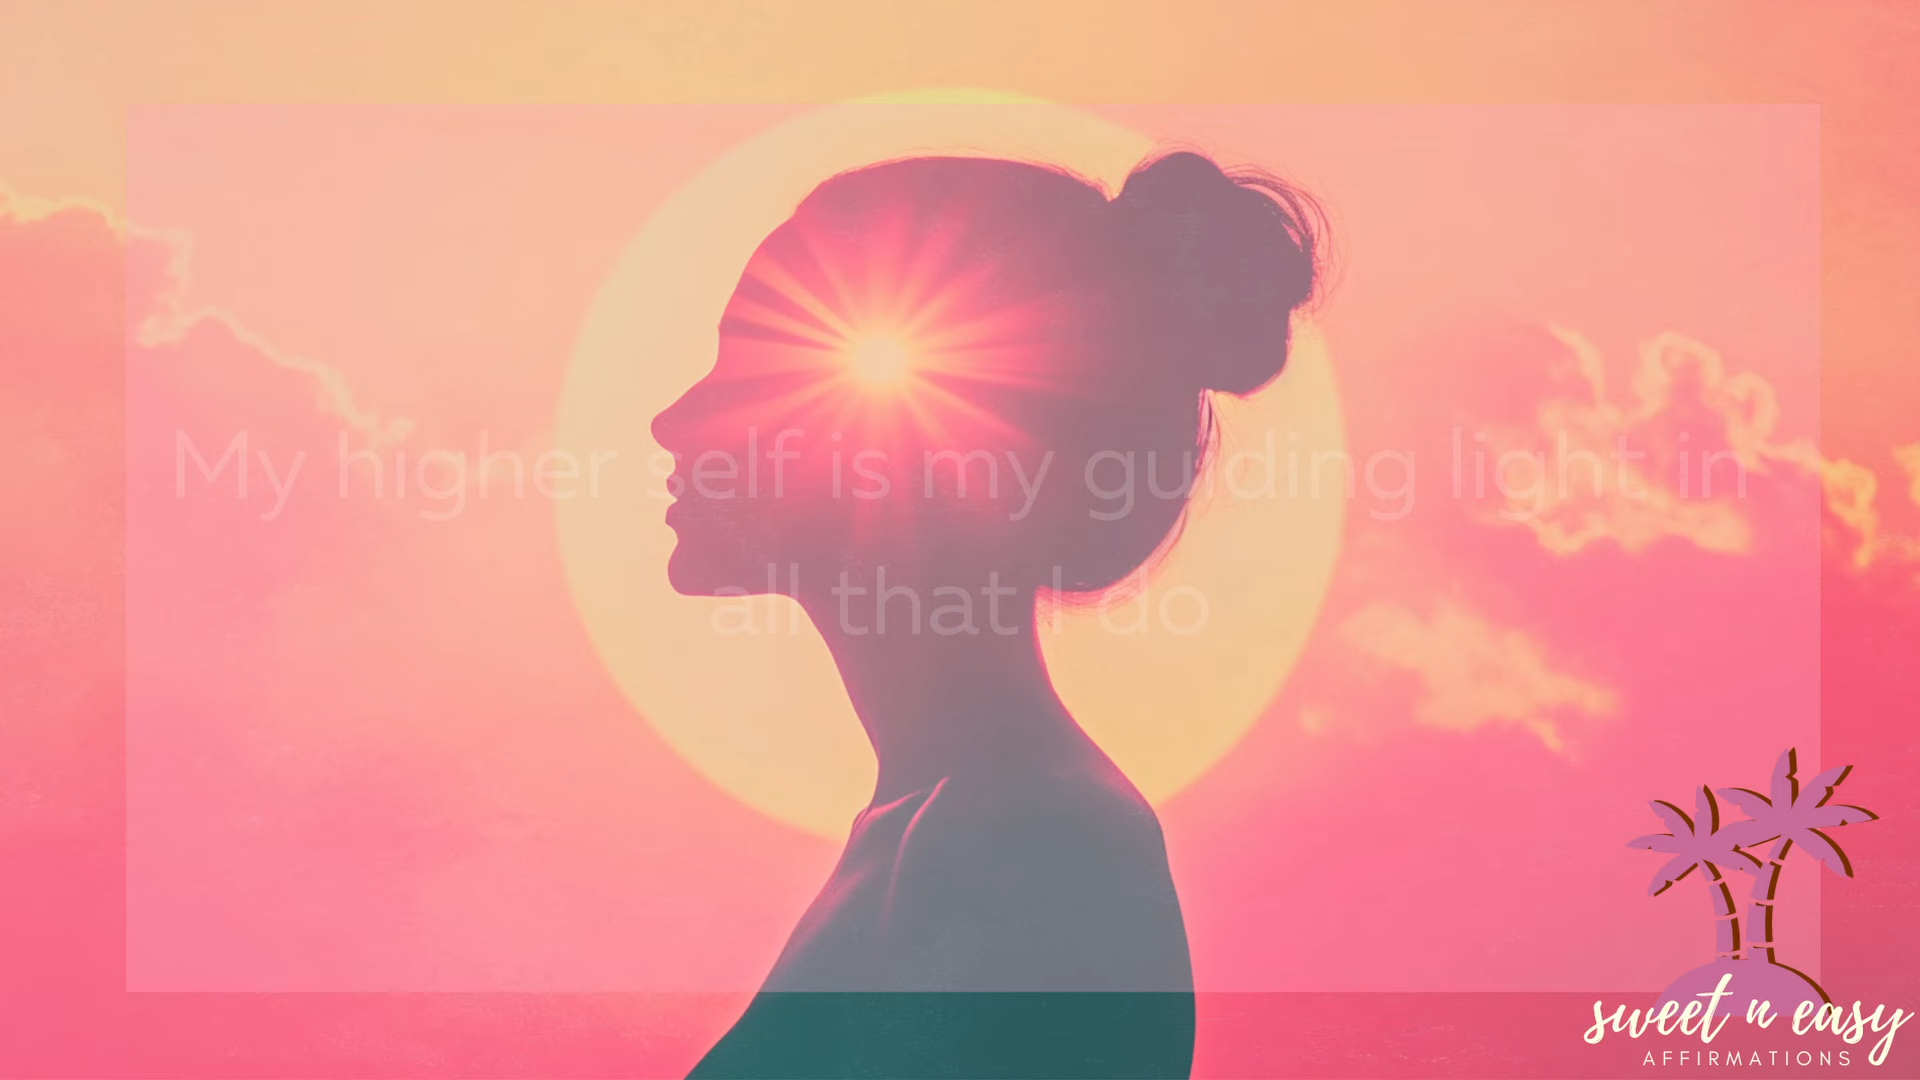 My higher self is my guiding light in
all that I do
sweet n easy
AFFIRMATIONS